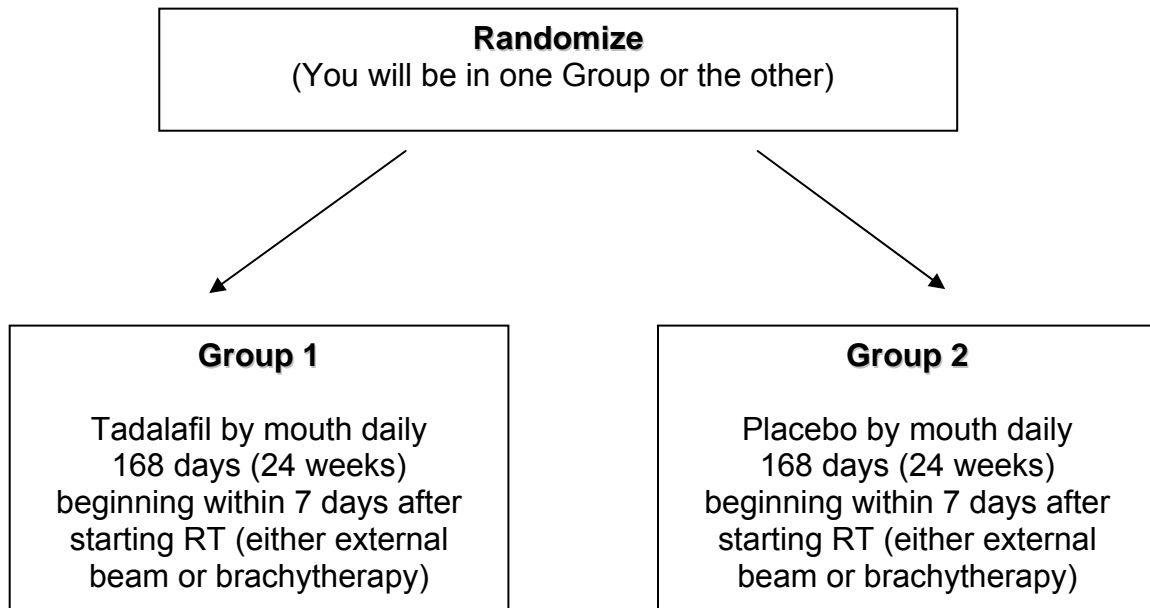 Randomize
(You will be in one Group or the other)
Group 1
Tadalafil by mouth daily
168 days (24 weeks)
beginning within 7 days after
starting RT (either external
beam or brachytherapy)
Group 2
Placebo by mouth daily
168 days (24 weeks)
beginning within 7 days after
starting RT (either external
beam or brachytherapy)